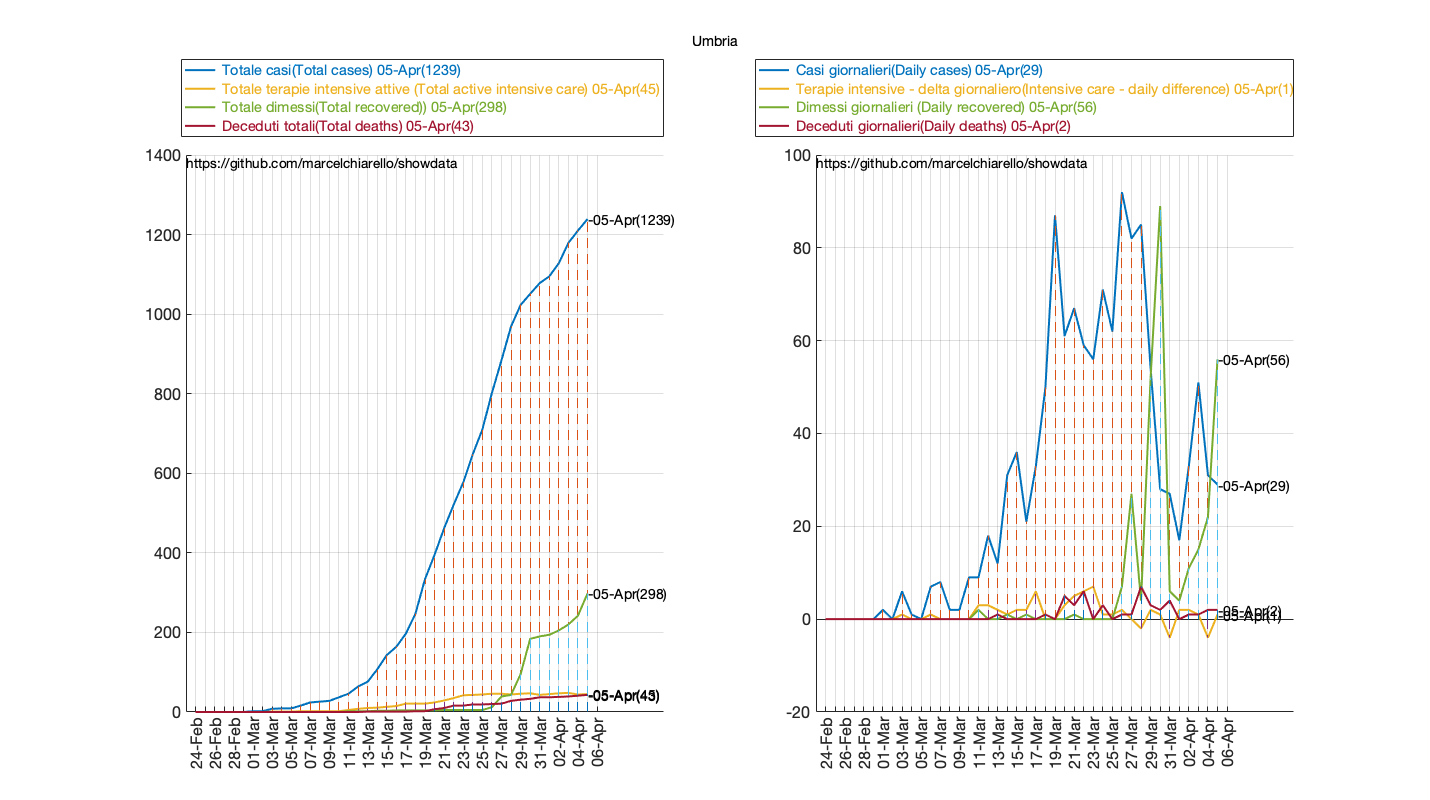 Umbria
Totale casi(Total cases) 05-Apr(1239)
Totale terapie intensive attive (Total active intensive care) 05-Apr(45)
Totale dimessi(Total recovered)) 05-Apr(298)
Deceduti totali(Total deaths) 05-Apr(43)
1400
https://github.com/marcelchiarello/showdata
1200
1000
800
600
400
200
0
-05-Apr(1239)
-05-Apr(298)
-05-Apr(45)
-05-Apr(43)
24-Feb
26-Feb
28-Feb
01-Mar
03-Mar
05-Mar
07-Mar
09-Mar
11-Mar
13-Mar
15-Mar
17-Mar
19-Mar
21-Mar
23-Mar
25-Mar
27-Mar
29-Mar
31-Mar
02-Apr
04-Apr
06-Apr
Casi giornalieri(Daily cases) 05-Apr(29)
Terapie intensive - delta giornaliero(Intensive care - daily difference) 05-Apr(1)
Dimessi giornalieri (Daily recovered) 05-Apr(56)
Deceduti giornalieri(Daily deaths) 05-Apr(2)
100
https://github.com/marcelchiarello/showdata
80
60
40
20
0
-20
-05-Apr(56)
-05-Apr(29)
-05-Apr(2)
-05-Apr(1)
24-Feb
26-Feb
28-Feb
01-Mar
03-Mar
05-Mar
07-Mar
09-Mar
11-Mar
13-Mar
15-Mar
17-Mar
19-Mar
21-Mar
23-Mar
25-Mar
27-Mar
29-Mar
31-Mar
02-Apr
04-Apr
06-Apr